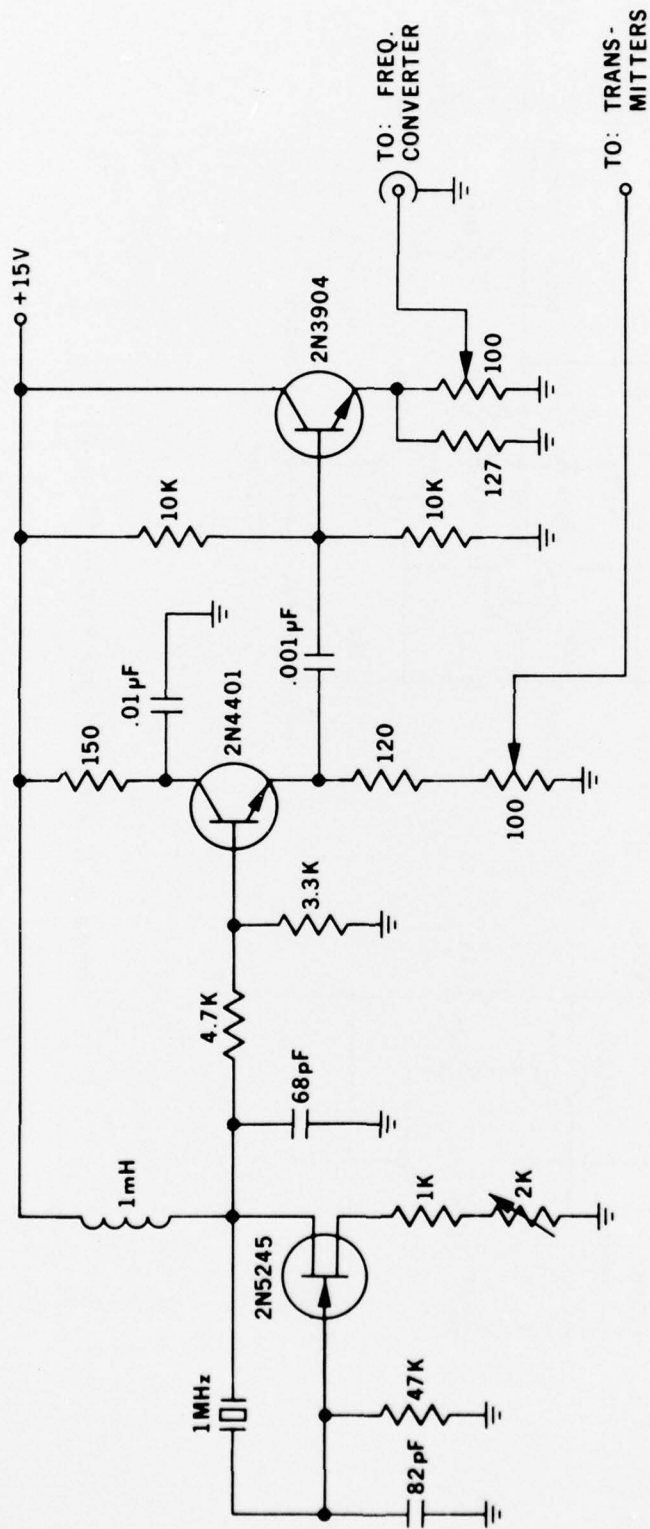 +15V
1mH
150
.01µF
10K
1MHz
2N5245
68pF
4.7K
3.3K
2N4401
.001µF
2N3904
10K
TO: FREQ.
CONVERTER
82pF
47K
1K
2K
120
100
127
100
TO: TRANS-
MITTERS